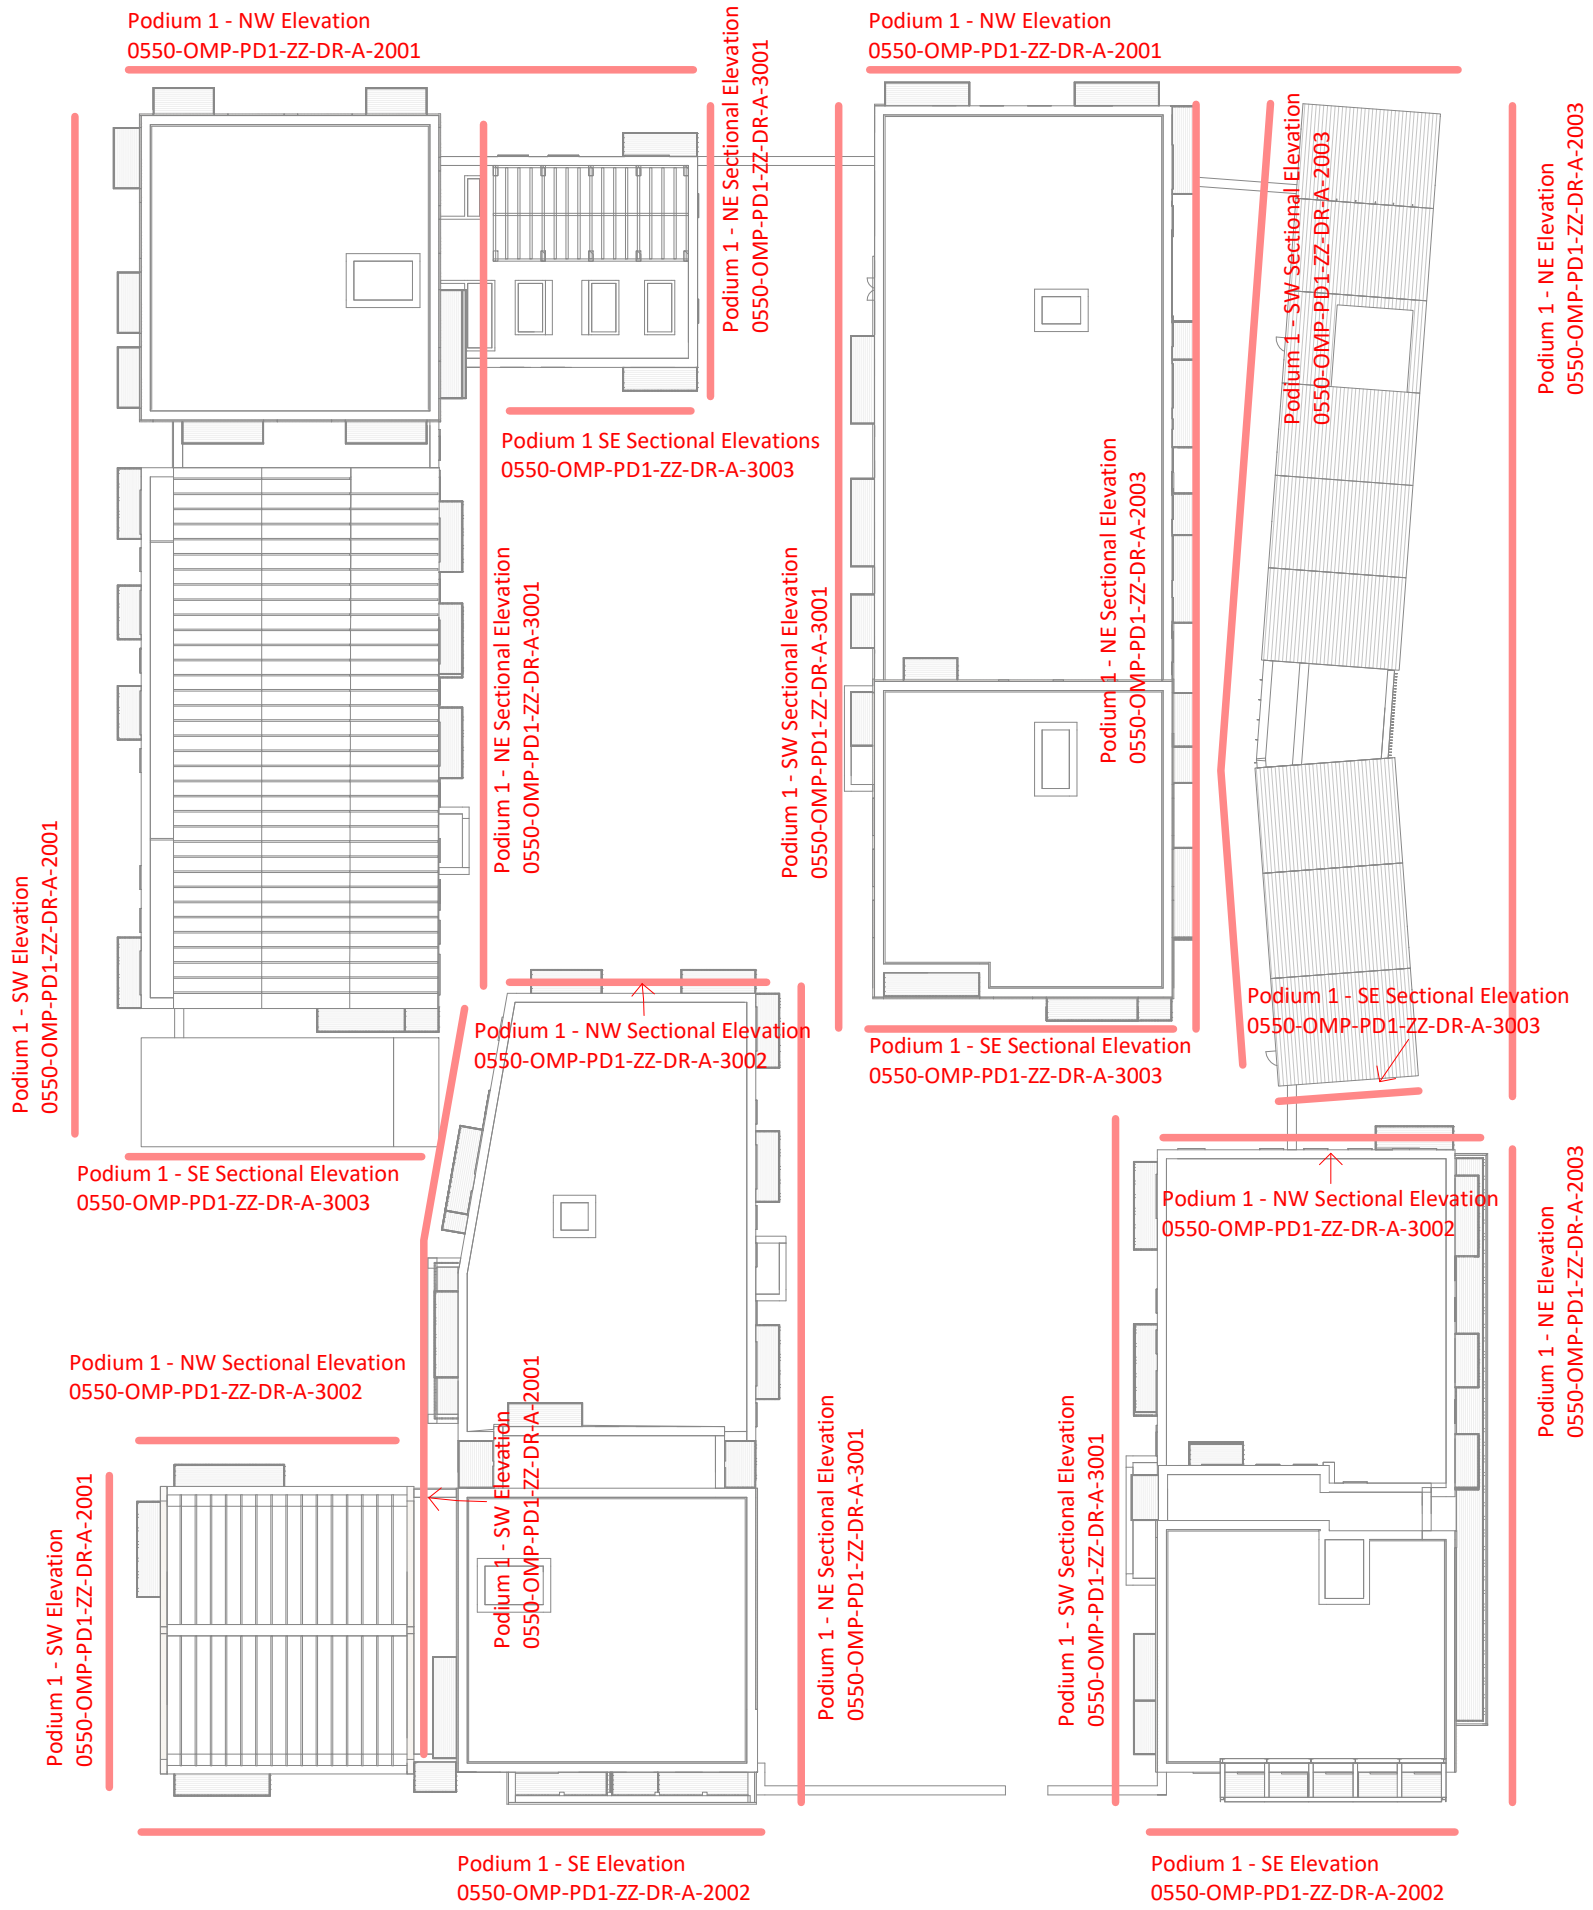 Podium 1 - NW Elevation
0550-OMP-PD1-ZZ-DR-A-2001
Podium 1 - NE Sectional Elevation
0550-OMP-PD1-ZZ-DR-A-3001
Podium 1 - NW Elevation
0550-OMP-PD1-ZZ-DR-A-2001
Podium 1 - SW Sectional Elevation
0550-OMP-PD1-ZZ-DR-A-2003
Podium 1 - NE Elevation
0550-OMP-PD1-ZZ-DR-A-2003
Podium 1 SE Sectional Elevations
0550-OMP-PD1-ZZ-DR-A-3003
Podium 1 - NE Sectional Elevation
0550-OMP-PD1-ZZ-DR-A-2003
Podium 1 - NE Sectional Elevation
0550-OMP-PD1-ZZ-DR-A-3001
Podium 1 - SW Sectional Elevation
0550-OMP-PD1-ZZ-DR-A-3001
Podium 1 - SW Elevation
0550-OMP-PD1-ZZ-DR-A-2001
Podium 1 - SE Sectional Elevation
0550-OMP-PD1-ZZ-DR-A-3003
Podium 1 - NW Sectional Elevation
0550-OMP-PD1-ZZ-DR-A-3002
Podium 1 - SE Sectional Elevation
0550-OMP-PD1-ZZ-DR-A-3003
Podium 1 - SE Sectional Elevation
0550-OMP-PD1-ZZ-DR-A-3003
Podium 1 - NW Sectional Elevation
0550-OMP-PD1-ZZ-DR-A-3002
Podium 1 - NE Elevation
0550-OMP-PD1-ZZ-DR-A-2003
Podium 1 - NW Sectional Elevation
0550-OMP-PD1-ZZ-DR-A-3002
Podium 1 - SW Elevation
0550-OMP-PD1-ZZ-DR-A-2001
Podium 1 - NE Sectional Elevation
0550-OMP-PD1-ZZ-DR-A-3001
Podium 1 - SW Sectional Elevation
0550-OMP-PD1-ZZ-DR-A-3001
Podium 1 - SW Elevation
0550-OMP-PD1-ZZ-DR-A-2001
Podium 1 - SE Elevation
0550-OMP-PD1-ZZ-DR-A-2002
Podium 1 - SE Elevation
0550-OMP-PD1-ZZ-DR-A-2002